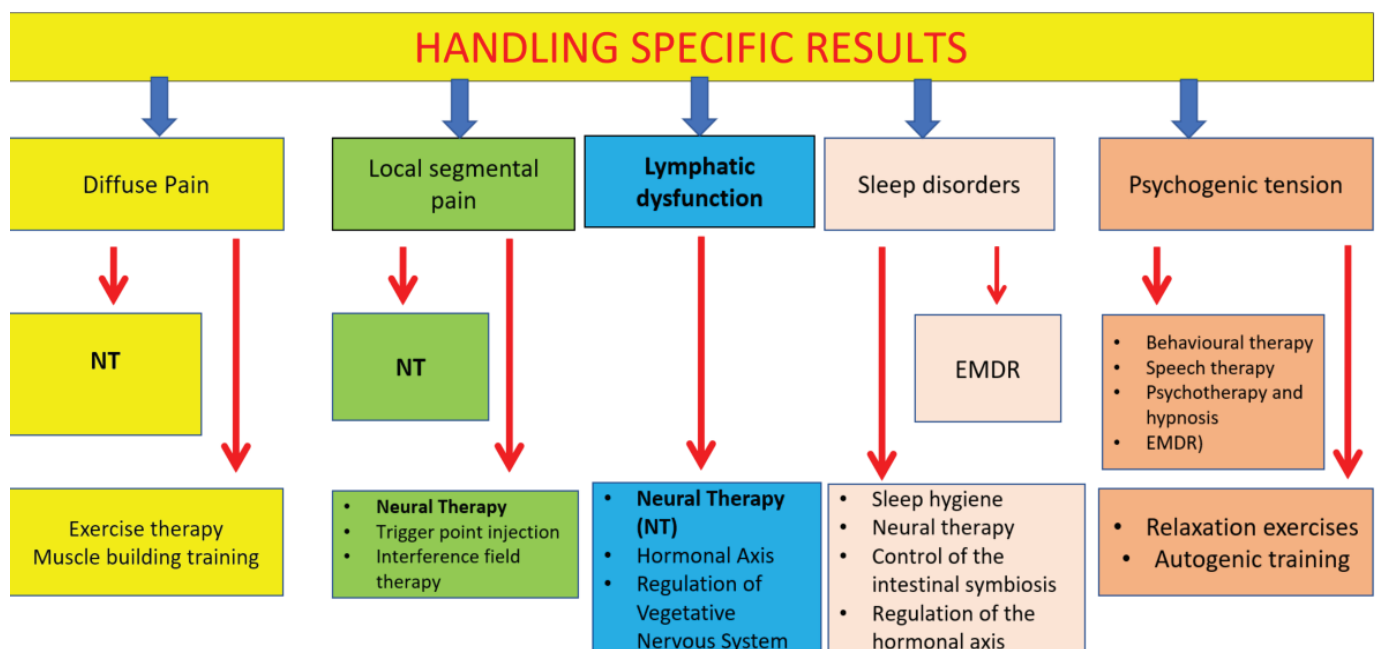 HANDLING SPECIFIC RESULTS
Diffuse Pain
Local segmental
pain
Lymphatic
dysfunction
Sleep disorders
Psychogenic tension
NT
NT
EMDR
• Behavioural therapy
• Speech therapy
• Psychotherapy and
hypnosis
• EMDR)
Exercise therapy
Muscle building training
• Neural Therapy
• Trigger point injection
• Interference field
therapy
• Neural Therapy
(NT)
• Hormonal Axis
• Regulation of
Vegetative
Nervous System
• Sleep hygiene
• Neural therapy
• Control of the
intestinal symbiosis
• Regulation of the
hormonal axis
• Relaxation exercises
• Autogenic training